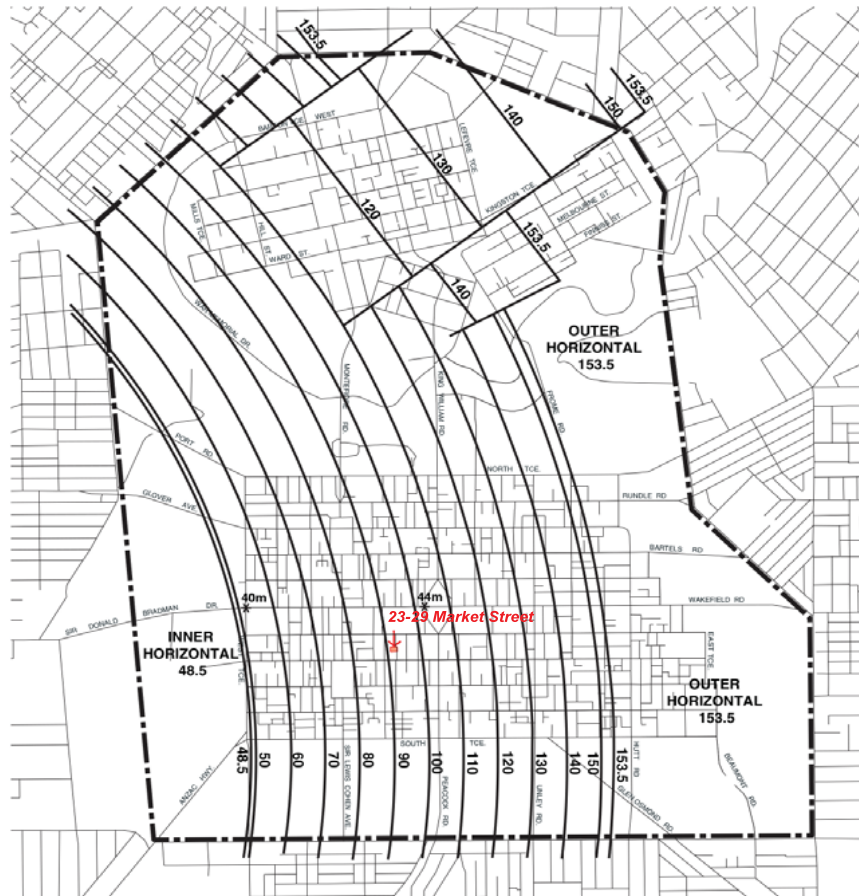 153.5
153.5
150
140
BARTON TCE. WEST
LEFEVRE TCE.
130
KINGSTON TCE.
MELBOURNE ST
FINNISS ST
MILLS TCE.
HILL ST.
120
WARD ST.
153.5
140
WAR MEMORIAL DR.
OUTER
HORIZONTAL
153.5
MONTEFIORE RD
KING WILLIAM RD.
FROME RD.
PORT RD.
NORTH TCE.
GLOVER AVE.
RUNDLE RD.
BARTELS RD
40m
44m
SIR DONALD BRADMAN DR.
23-29 Market Street
WAKEFIELD RD
INNER
HORIZONTAL
48.5
WEST TCE.
EAST TCE.
OUTER
HORIZONTAL
153.5
ANZAC HWY.
SOUTH TCE.
48.5
50
60
70
SIR LEWIS COHEN AVE.
80
90
100
PEACOCK RD.
110
120
130
UNLEY RD.
140
150
153.5
HUTT RD
GLEN OSMOND RD.
BEAUMONT RD.